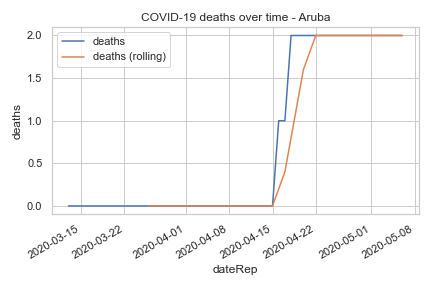 COVID-19 deaths over time - Aruba
deaths
deaths (rolling)
2.0
1.5
1.0
0.5
0.0
deaths
2020-03-15
2020-03-22
2020-04-01
2020-04-08
2020-04-15
2020-04-22
2020-05-01
2020-05-08
dateRep